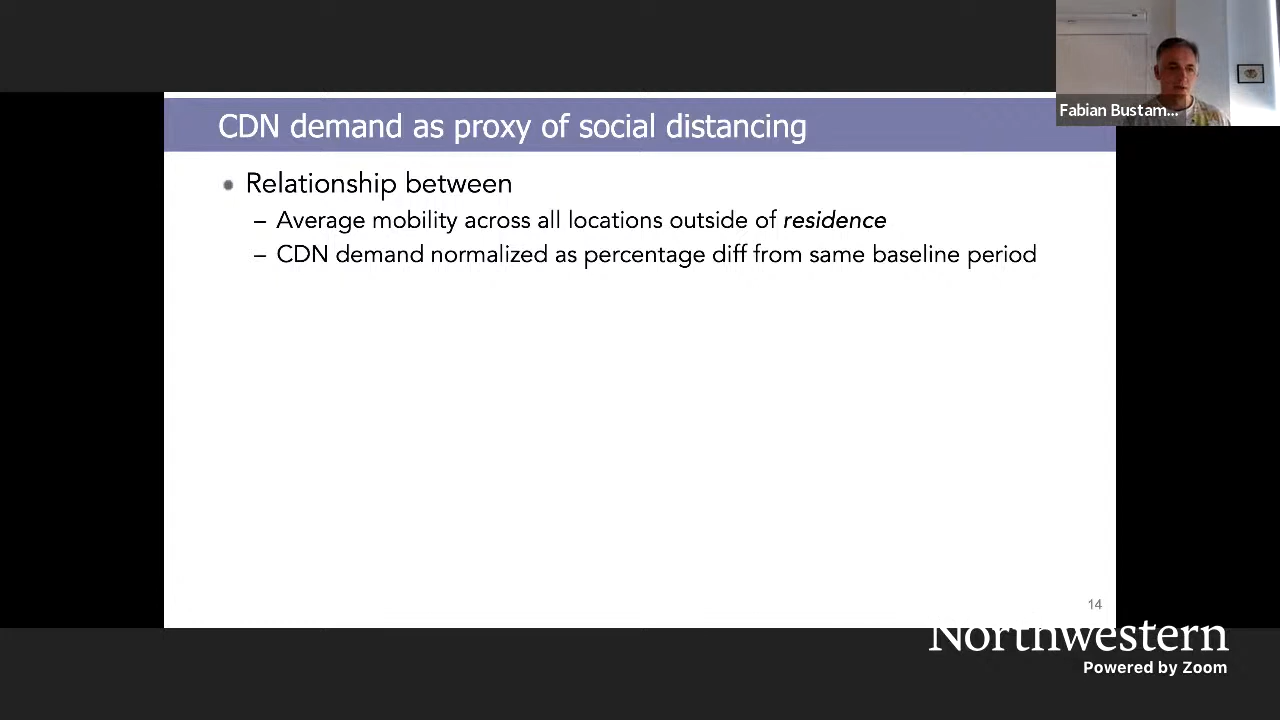 CDN demand as proxy of social distancing
Fabian Bustam...
Relationship between
– Average mobility across all locations outside of residence
– CDN demand normalized as percentage diff from same baseline period
14
Northwestern
Powered by Zoom